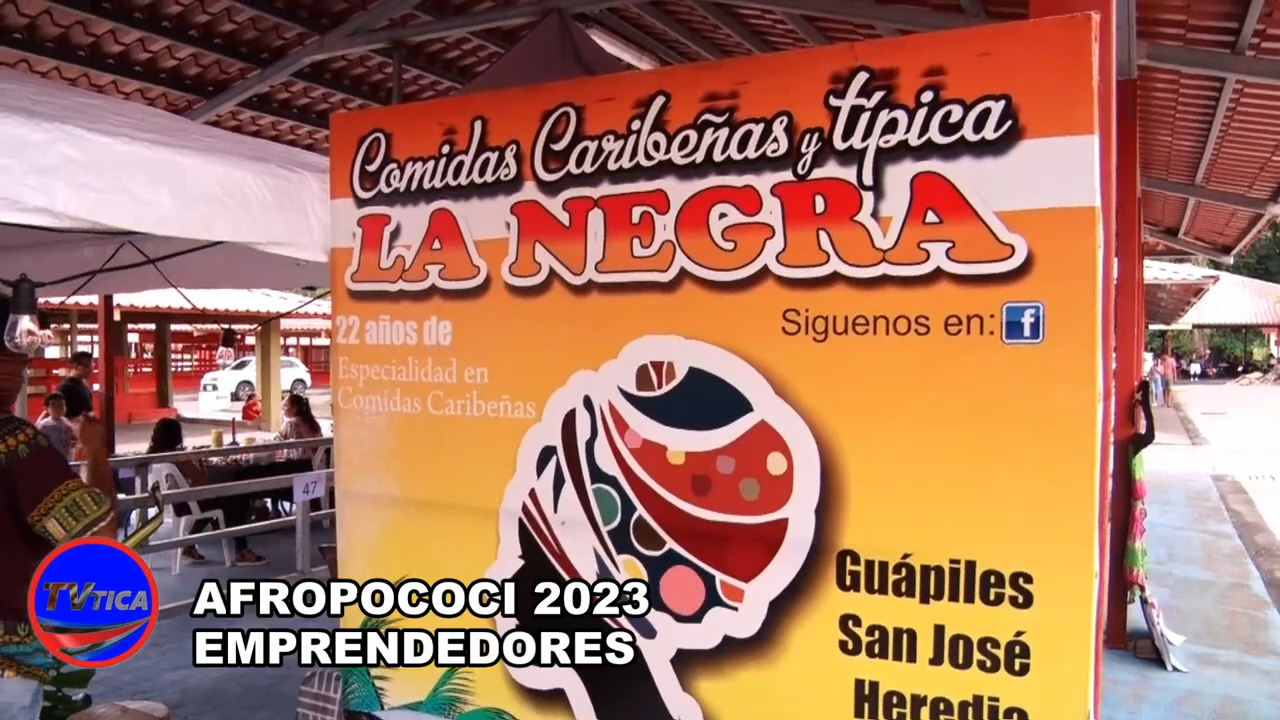 Comidas Caribeñas y típica
LA NEGRA
22 años de
Especialidad en
Comidas Caribeñas
Siguenos en: f
47
Guápiles
San José
Heredia
TVTICA
AFROPOCOCI 2023
EMPRENDEDORES